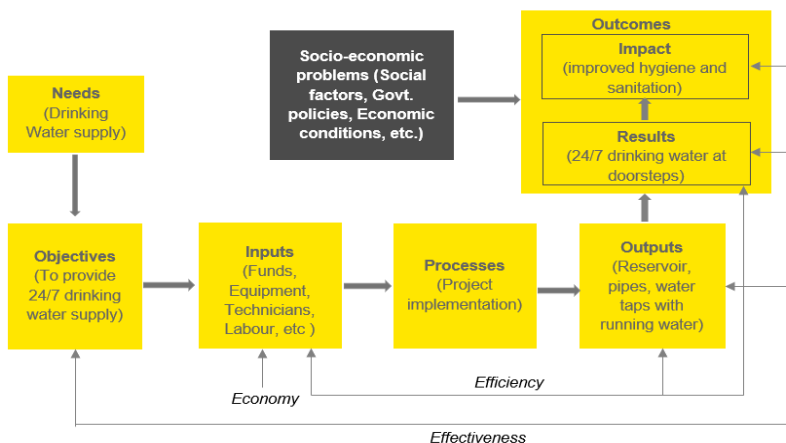 Outcomes
Impact
(improved hygiene and
sanitation)
Socio-economic
problems (Social
factors, Govt.
policies, Economic
conditions, etc.)
Needs
(Drinking
Water supply)
Results
(24/7 drinking water at
doorsteps)
Objectives
(To provide
24/7 drinking
water supply)
Inputs
(Funds,
Equipment,
Technicians,
Labour, etc )
Processes
(Project
implementation)
Outputs
(Reservoir,
pipes, water
taps with
running water)
Economy
Efficiency
Effectiveness